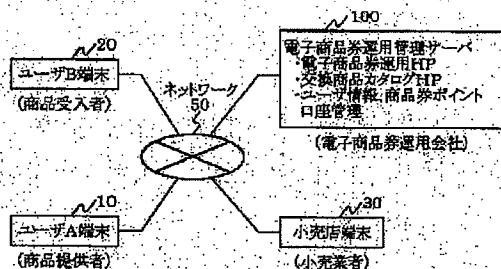 20
ユーザB端末
(商品受入者)
ネットワーク
50
100
電子商品券運用管理サーバ
・電子商品券運用HP
・交換商品カタログHP
・ユーザ情報,商品券ポイント
口座管理
(電子商品券運用会社)
10
ユーザA端末
(商品提供者)
30
小売店端末
(小売業者)